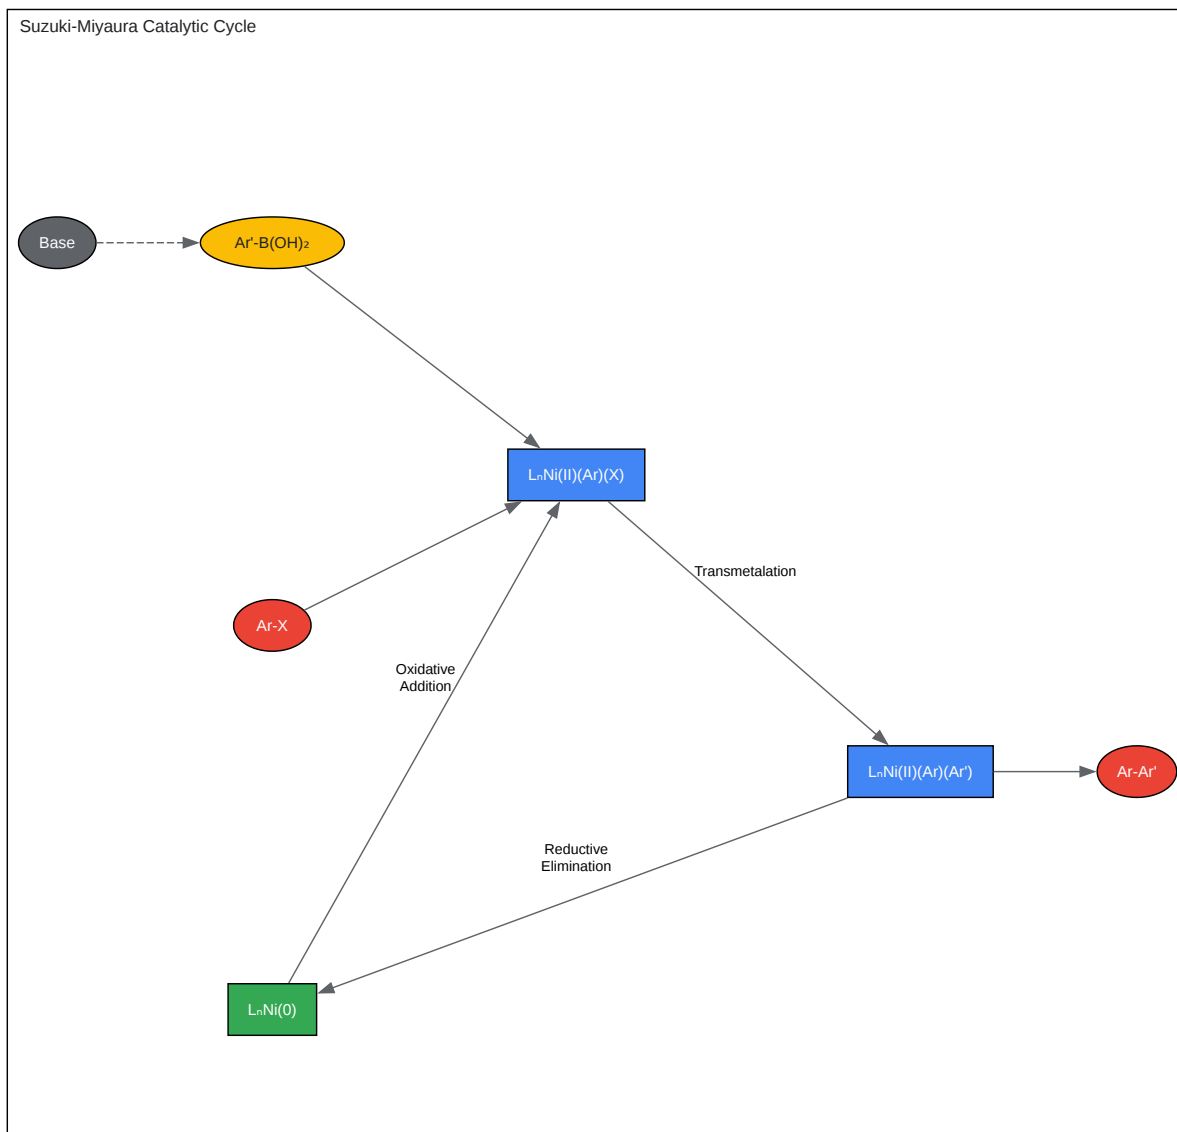 Suzuki-Miyaura Catalytic Cycle
Base
Ar'-B(OH)₂
LₙNi(II)(Ar)(X)
Transmetalation
Ar-X
Oxidative
Addition
LₙNi(II)(Ar)(Ar')
Ar-Ar'
Reductive
Elimination
LₙNi(0)